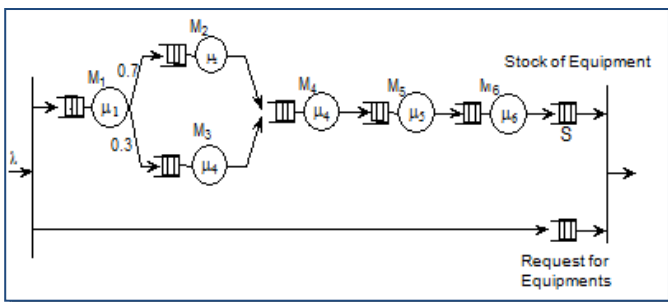 M₂
Stock of Equipment
M₁
0.7
M₄
M₅
M₆
μ₁
M₃
μ₄
μ₅
μ₆
S
0.3
μ₄
λ
Request for
Equipments